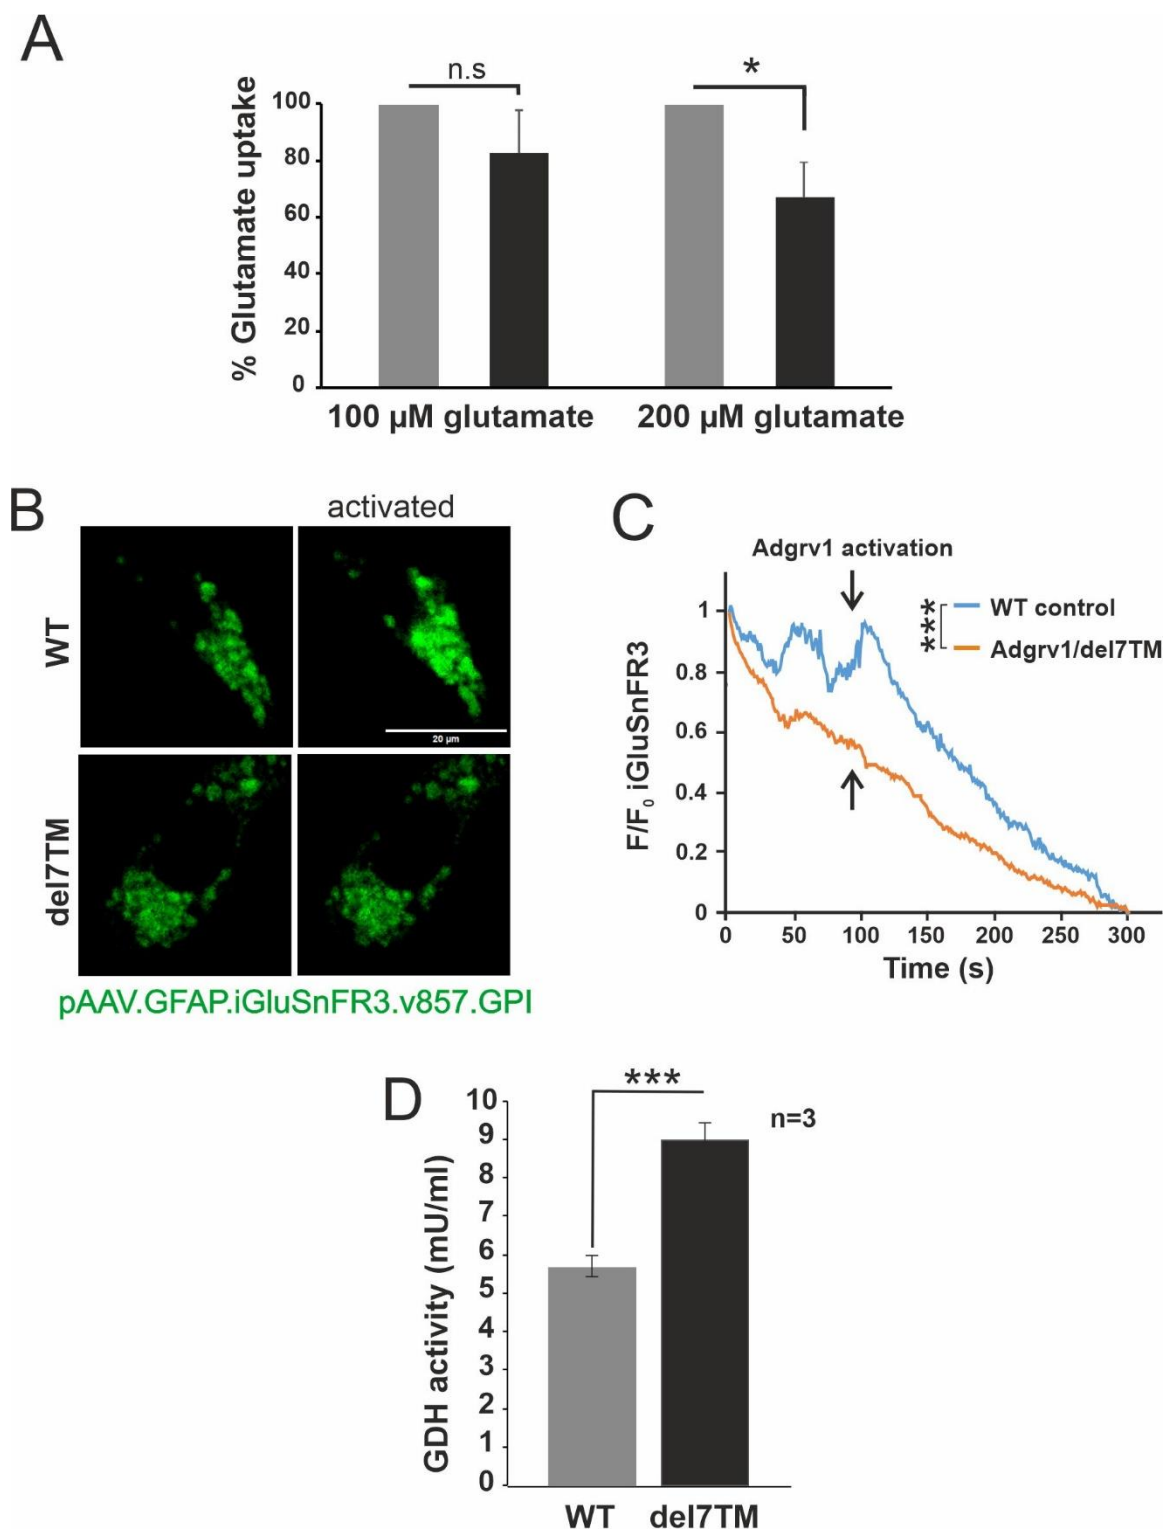 A
n.s
*
% Glutamate uptake
100
80
60
40
20
0
100 µM glutamate
200 µM glutamate
B
activated
WT
20 µm
del7TM
pAAV.GFAP.iGluSnFR3.v857.GPI
C
Adgrv1 activation
***
WT control
Adgrv1/del7TM
F/F₀ iGluSnFR3
1
0.8
0.6
0.4
0.2
0
0 50 100 150 200 250 300
Time (s)
D
***
n=3
GDH activity (mU/ml)
10
9
8
7
6
5
4
3
2
1
0
WT del7TM